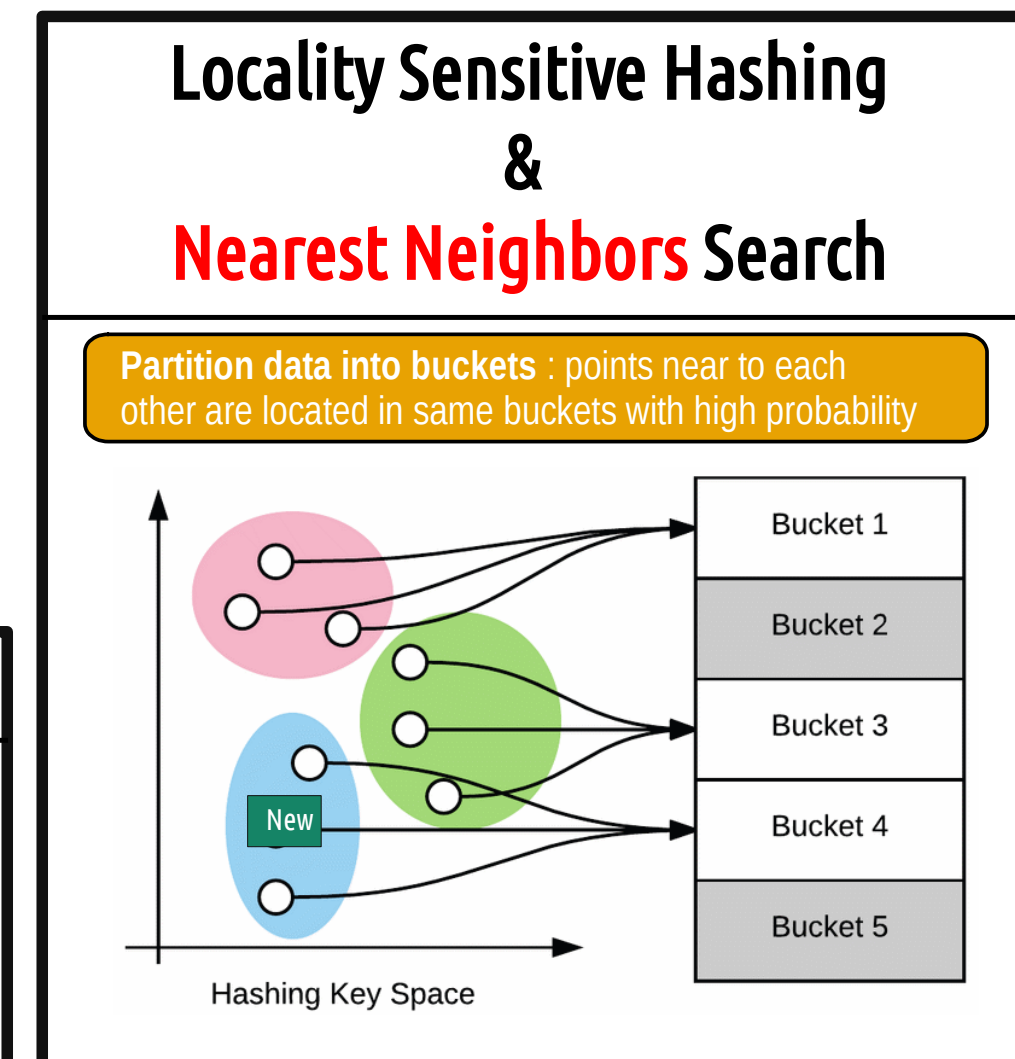 Locality Sensitive Hashing
&
Nearest Neighbors Search
Partition data into buckets : points near to each
other are located in same buckets with high probability
Bucket 1
Bucket 2
Bucket 3
Bucket 4
Bucket 5
New
Hashing Key Space